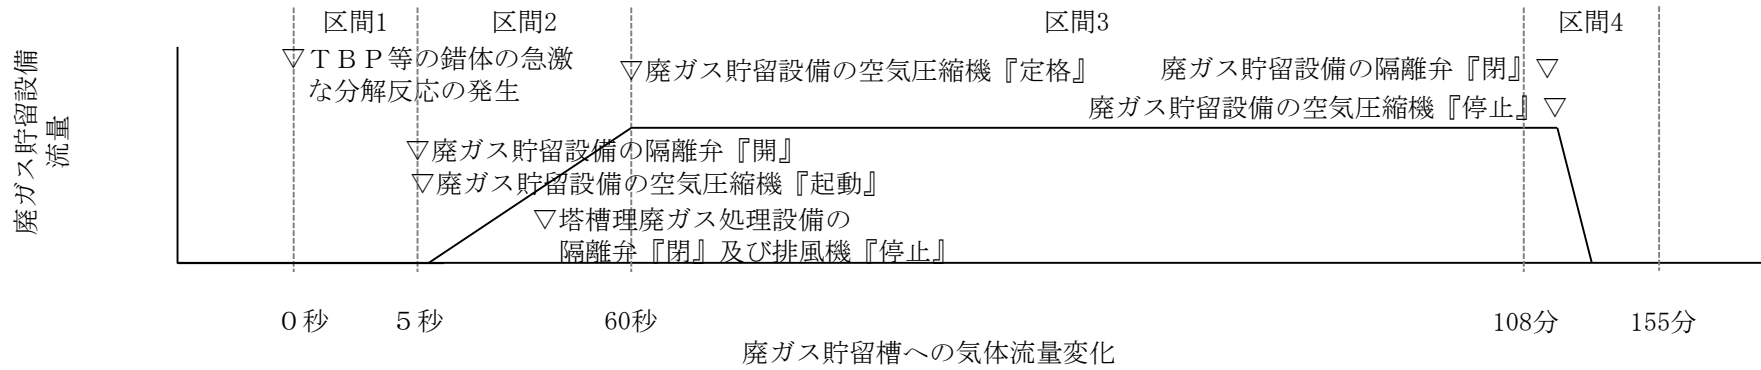 区間1
区間2
区間3
区間4
▽ＴＢＰ等の錯体の急激
な分解反応の発生
▽廃ガス貯留設備の空気圧縮機『定格』
廃ガス貯留設備の隔離弁『閉』▽
廃ガス貯留設備の空気圧縮機『停止』▽
廃ガス貯留設備
流量
▽廃ガス貯留設備の隔離弁『開』
▽廃ガス貯留設備の空気圧縮機『起動』
▽塔槽理廃ガス処理設備の
隔離弁『閉』及び排風機『停止』
０秒
５秒
60秒
108分
155分
廃ガス貯留槽への気体流量変化